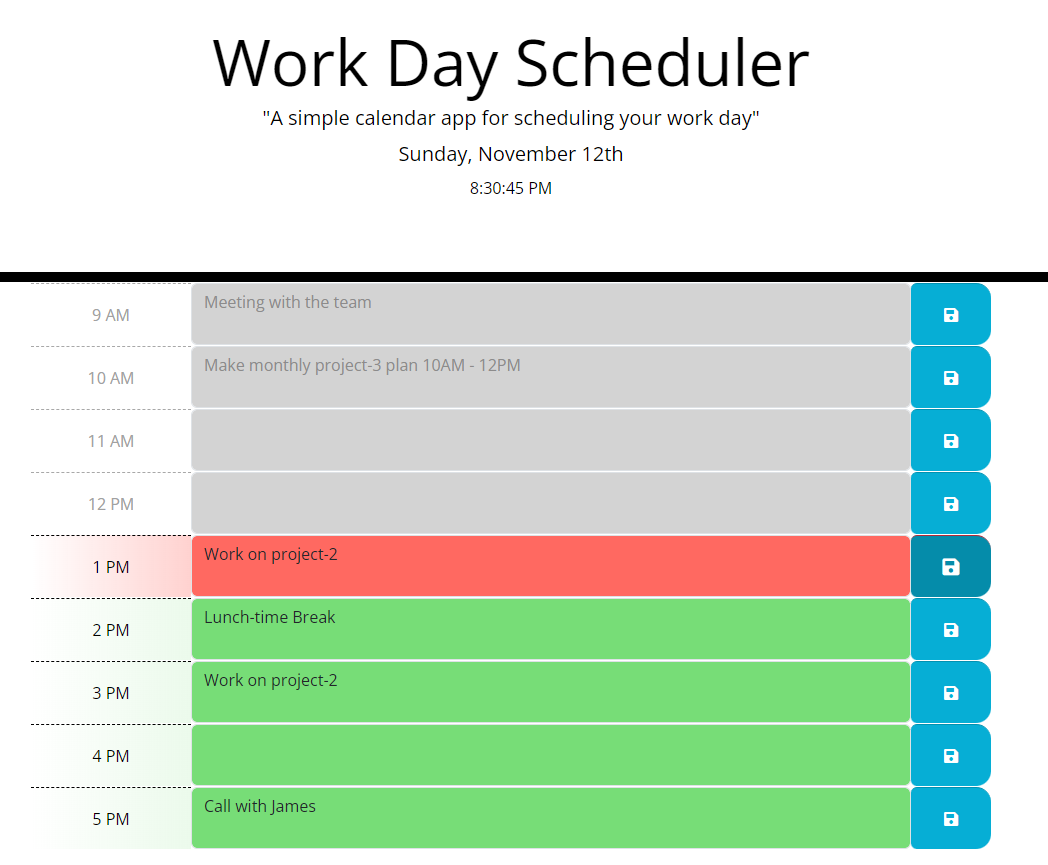 Work Day Scheduler
"A simple calendar app for scheduling your work day"
Sunday, November 12th
8:30:45 PM
9 AM Meeting with the team
10 AM Make monthly project-3 plan 10AM - 12PM
11 AM
12 PM
1 PM Work on project-2
2 PM Lunch-time Break
3 PM Work on project-2
4 PM
5 PM Call with James